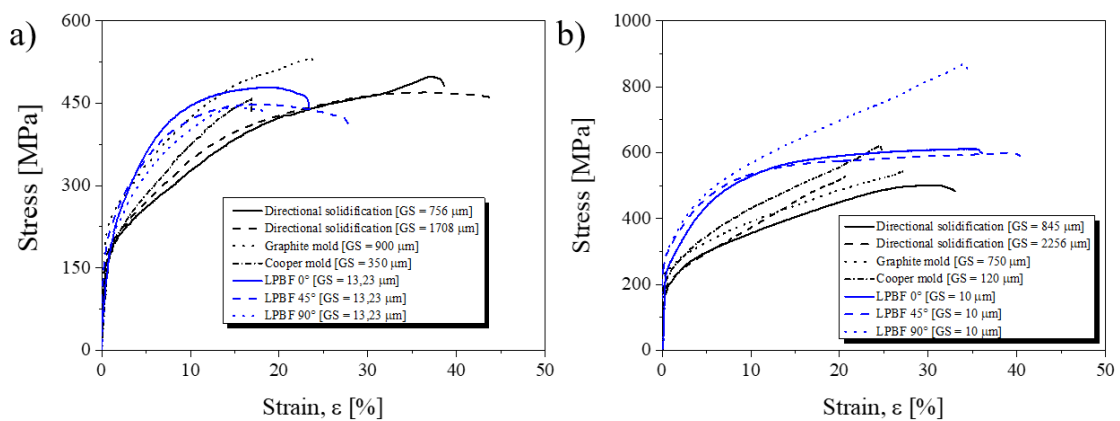 a)
600
450
300
150
0
Stress [MPa]
Directional solidification [GS = 756 µm]
Directional solidification [GS = 1708 µm]
Graphite mold [GS = 900 µm]
Cooper mold [GS = 350 µm]
LPBF 0° [GS = 13,23 µm]
LPBF 45° [GS = 13,23 µm]
LPBF 90° [GS = 13,23 µm]
0 10 20 30 40 50
Strain, ε [%]
b)
1000
800
600
400
200
0
Stress [MPa]
Directional solidification [GS = 845 µm]
Directional solidification [GS = 2256 µm]
Graphite mold [GS = 750 µm]
Cooper mold [GS = 120 µm]
LPBF 0° [GS = 10 µm]
LPBF 45° [GS = 10 µm]
LPBF 90° [GS = 10 µm]
0 10 20 30 40 50
Strain, ε [%]